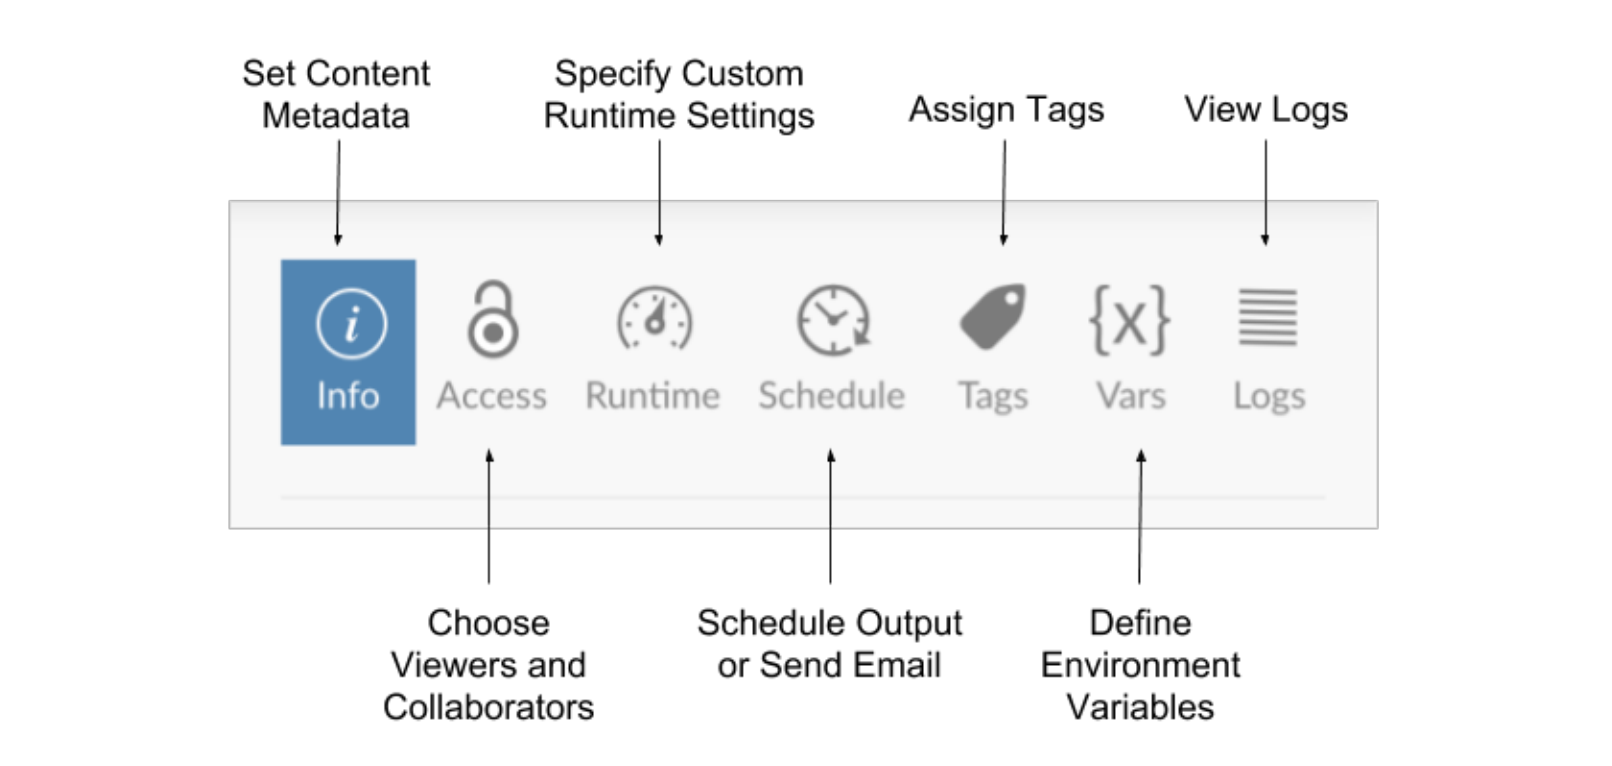 Set Content
Metadata
Specify Custom
Runtime Settings
Assign Tags
View Logs
i
{x}
Info
Access
Runtime
Schedule
Tags
Vars
Logs
Choose
Viewers and
Collaborators
Schedule Output
or Send Email
Define
Environment
Variables